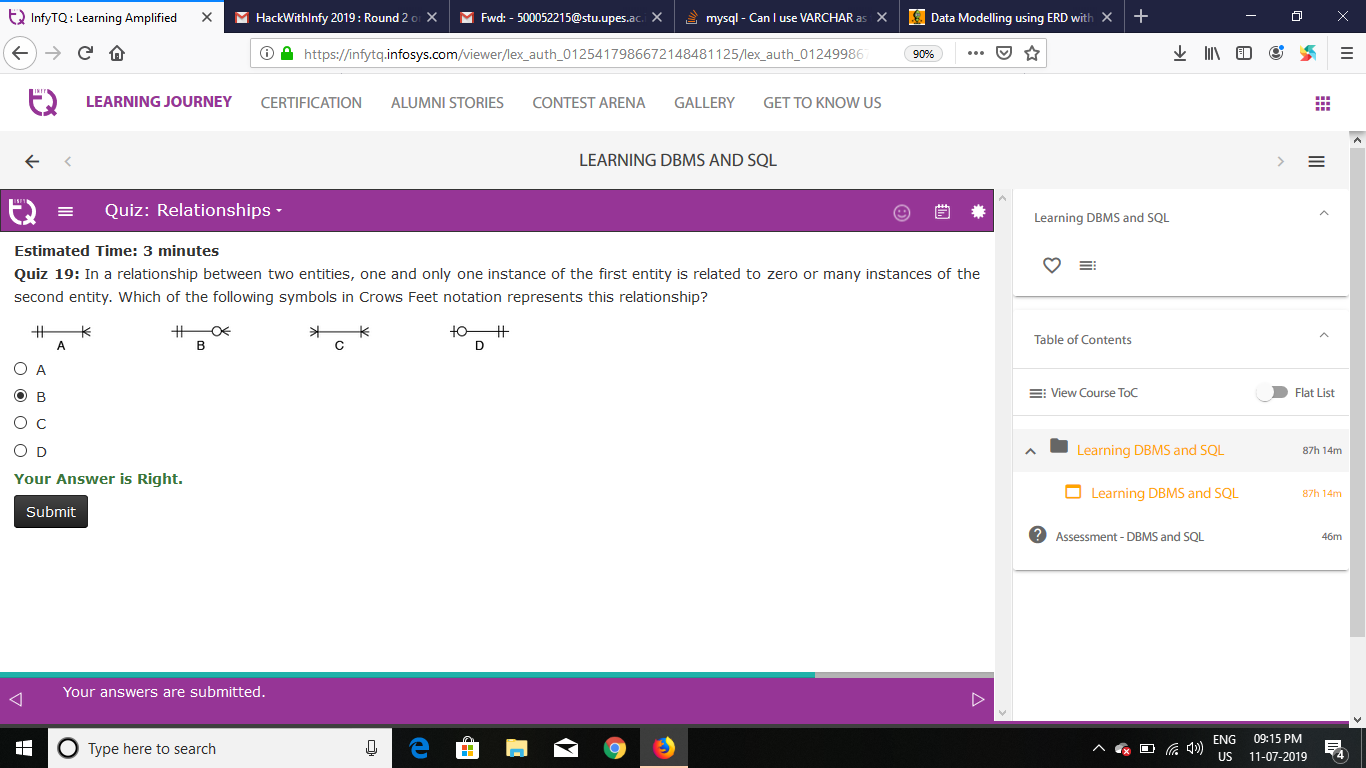 InfyTQ : Learning Amplified
HackWithInfy 2019 : Round 2 o
Fwd: - 500052215@stu.upes.ac.
mysql - Can I use VARCHAR as
Data Modelling using ERD with
https://infytq.infosys.com/viewer/lex_auth_0125417986672148481125/lex_auth_01249986
90%
LEARNING JOURNEY
CERTIFICATION
ALUMNI STORIES
CONTEST ARENA
GALLERY
GET TO KNOW US
LEARNING DBMS AND SQL
Quiz: Relationships
Estimated Time: 3 minutes
Quiz 19: In a relationship between two entities, one and only one instance of the first entity is related to zero or many instances of the
second entity. Which of the following symbols in Crows Feet notation represents this relationship?
A B C D
A
B
C
D
Your Answer is Right.
Submit
Your answers are submitted.
Learning DBMS and SQL
Table of Contents
View Course ToC
Flat List
Learning DBMS and SQL 87h 14m
Learning DBMS and SQL 87h 14m
Assessment - DBMS and SQL 46m
Type here to search
ENG
US
09:15 PM
11-07-2019
4